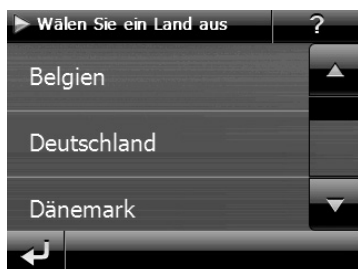 Wälen Sie ein Land aus
?
Belgien
Deutschland
Dänemark